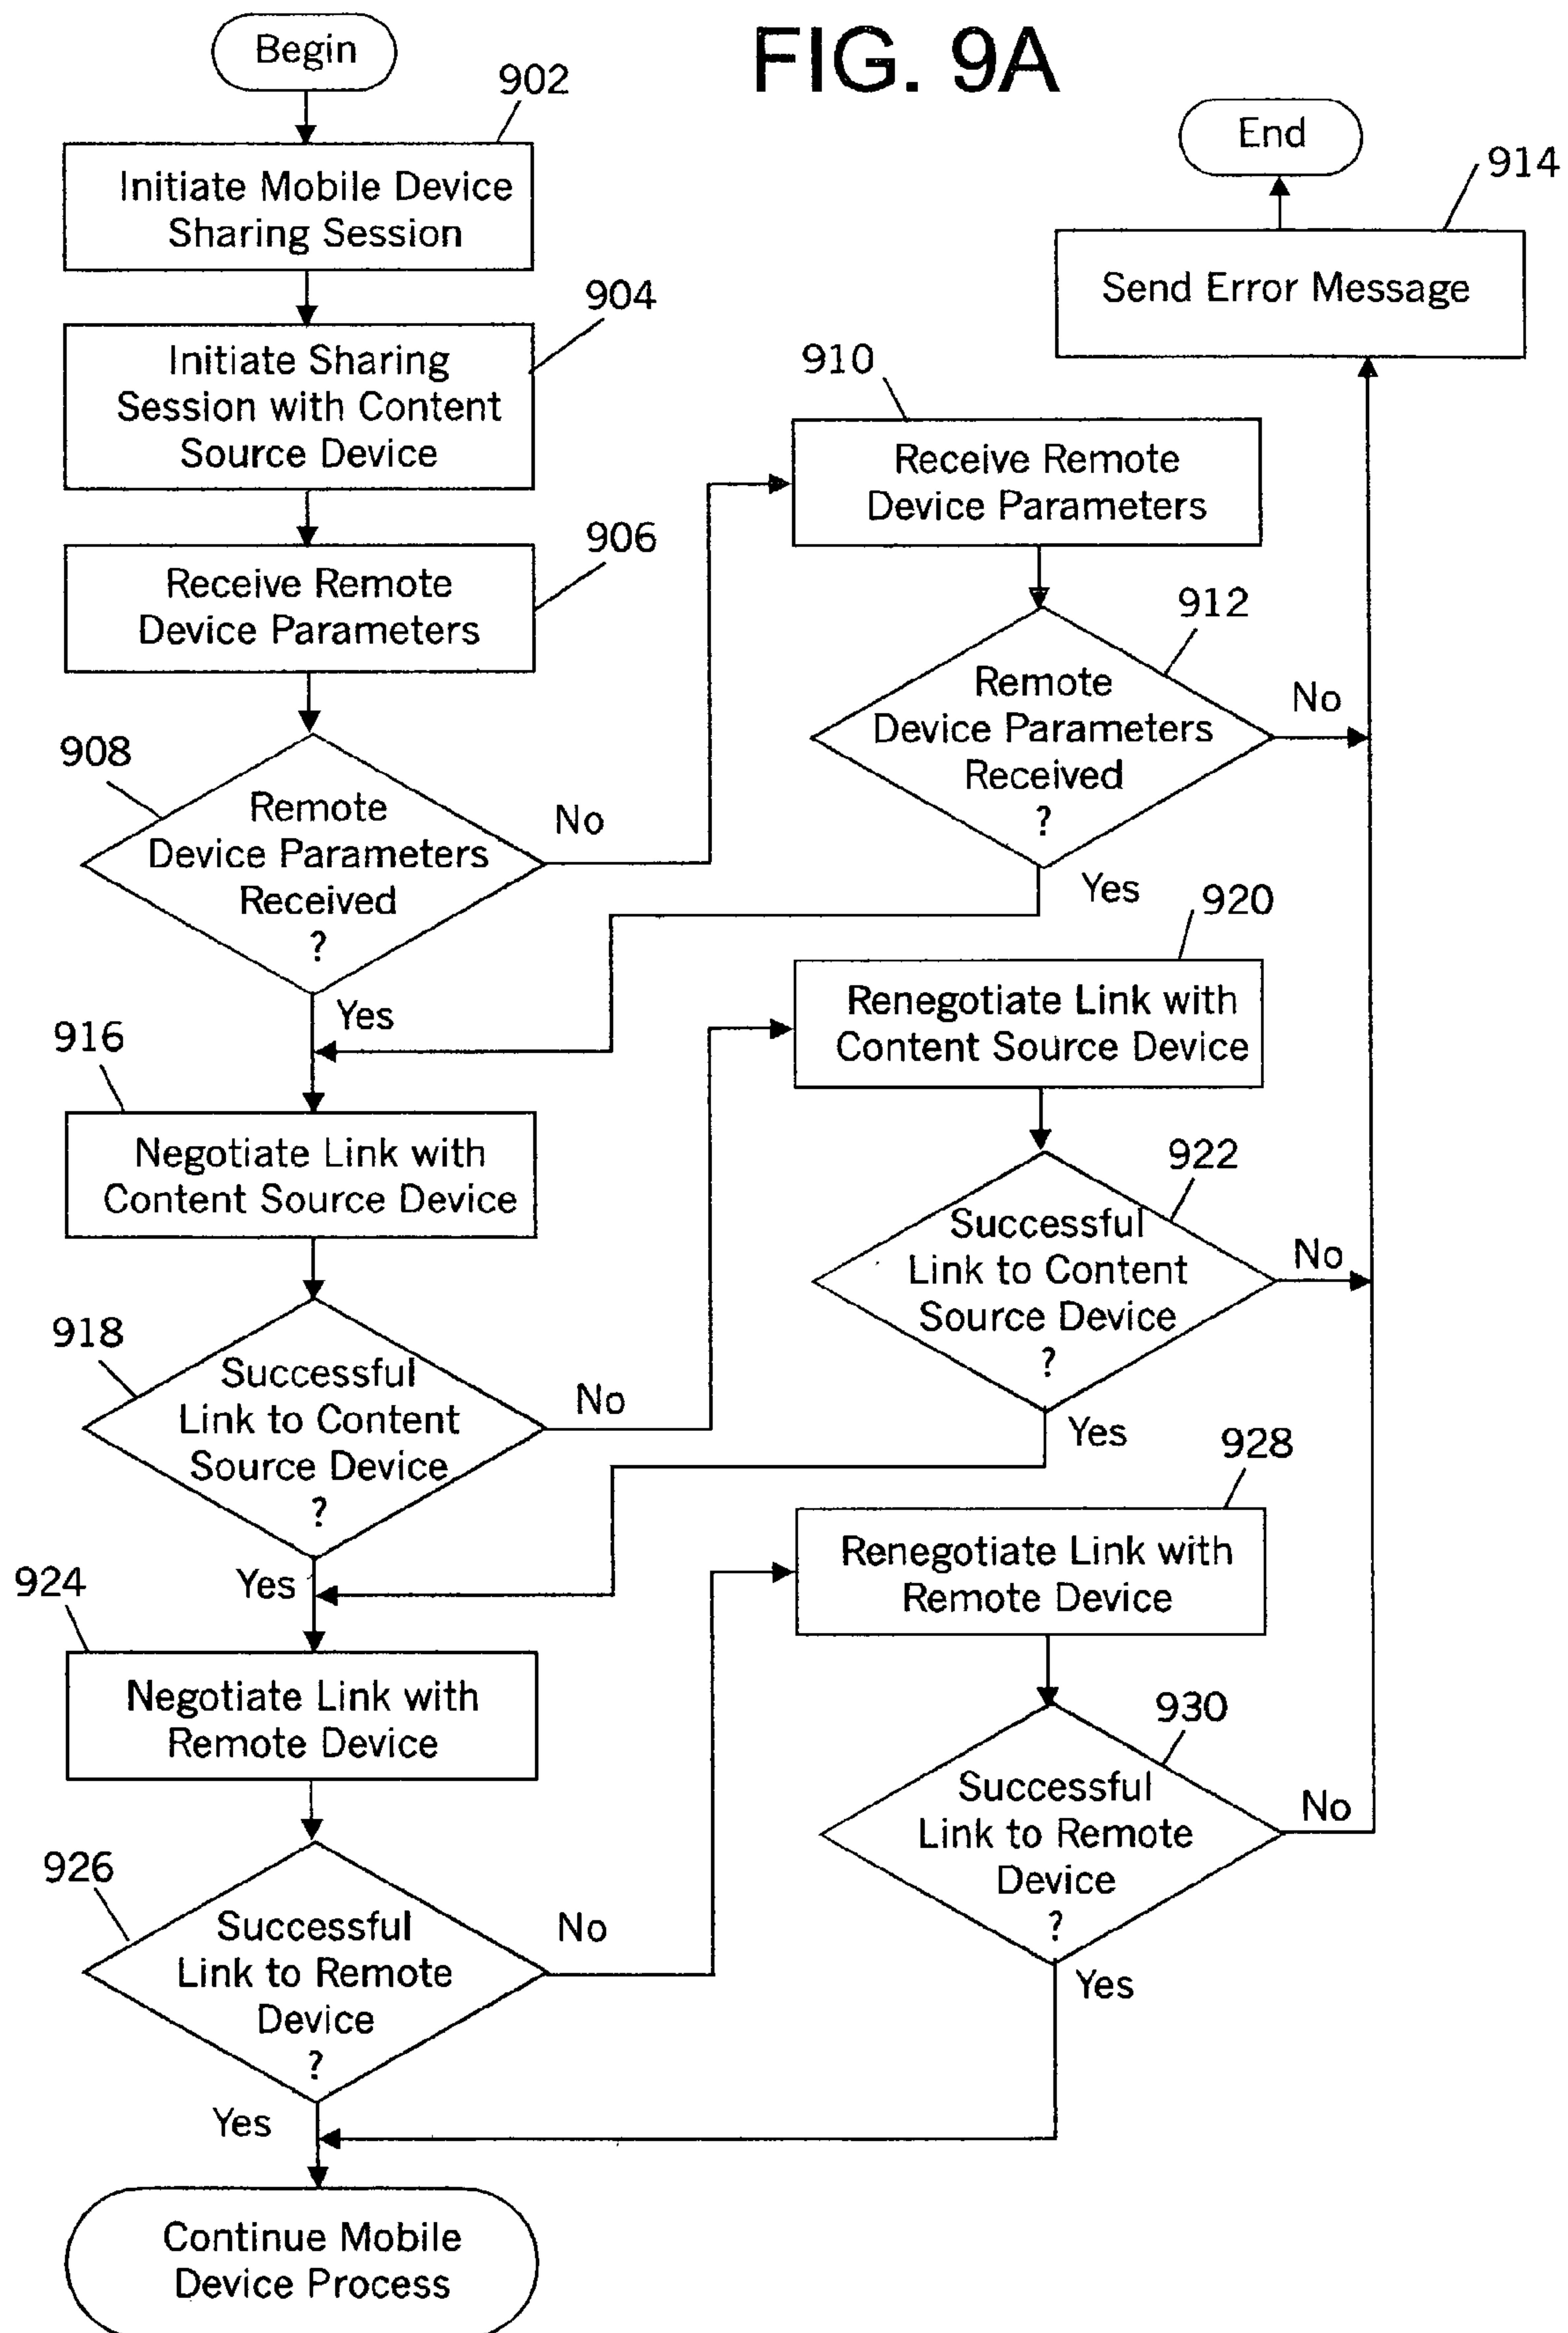 FIG. 9A
Begin
902
Initiate Mobile Device
Sharing Session
904
Initiate Sharing
Session with Content
Source Device
906
Receive Remote
Device Parameters
908
Remote
Device Parameters
Received
?
No
Yes
910
Receive Remote
Device Parameters
912
Remote
Device Parameters
Received
?
No
Yes
End
914
Send Error Message
916
Negotiate Link with
Content Source Device
918
Successful
Link to Content
Source Device
?
No
Yes
920
Renegotiate Link with
Content Source Device
922
Successful
Link to Content
Source Device
?
No
Yes
924
Negotiate Link with
Remote Device
926
Successful
Link to Remote
Device
?
No
Yes
928
Renegotiate Link with
Remote Device
930
Successful
Link to Remote
Device
?
No
Yes
Continue Mobile
Device Process